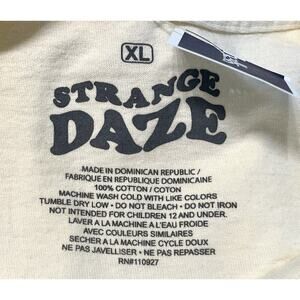 XL
STRANGE
DAZE
MADE IN DOMINICAN REPUBLIC /
FABRIQUE EN REPUBLIQUE DOMINICAINE
100% COTTON / COTON
MACHINE WASH COLD WITH LIKE COLORS
TUMBLE DRY LOW • DO NOT BLEACH • DO NOT IRON
NOT INTENDED FOR CHILDREN 12 AND UNDER.
LAVER A LA MACHINE A L'EAU FROIDE
AVEC COULEURS SIMILAIRES
SECHER A LA MACHINE CYCLE DOUX
NE PAS JAVELLISER • NE PAS REPASSER
RN#110927